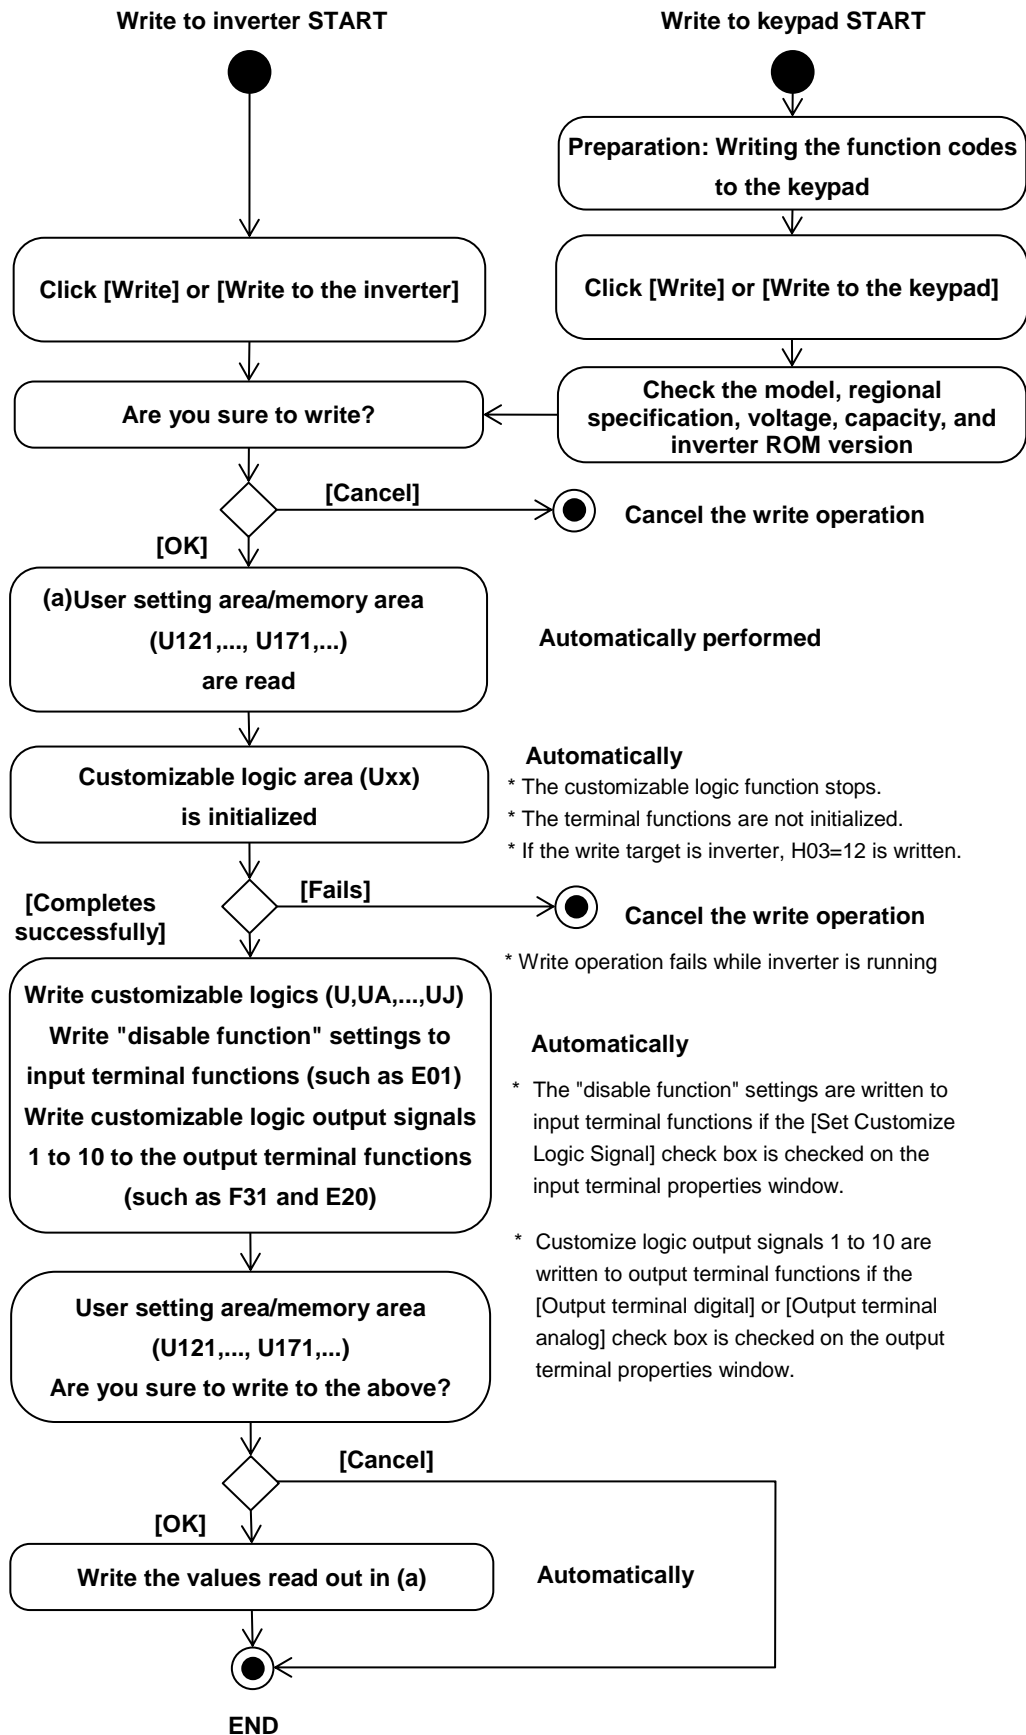 Write to inverter START
Write to keypad START
Preparation: Writing the function codes
to the keypad
Click [Write] or [Write to the inverter]
Click [Write] or [Write to the keypad]
Are you sure to write?
Check the model, regional
specification, voltage, capacity, and
inverter ROM version
[Cancel]
Cancel the write operation
[OK]
(a)User setting area/memory area
(U121,..., U171,...)
are read
Automatically performed
Customizable logic area (Uxx)
is initialized
Automatically
* The customizable logic function stops.
* The terminal functions are not initialized.
* If the write target is inverter, H03=12 is written.
[Completes
successfully]
[Fails]
Cancel the write operation
* Write operation fails while inverter is running
Write customizable logics (U,UA,...,UJ)
Write "disable function" settings to
input terminal functions (such as E01)
Write customizable logic output signals
1 to 10 to the output terminal functions
(such as F31 and E20)
Automatically
* The "disable function" settings are written to
input terminal functions if the [Set Customize
Logic Signal] check box is checked on the
input terminal properties window.
* Customize logic output signals 1 to 10 are
written to output terminal functions if the
[Output terminal digital] or [Output terminal
analog] check box is checked on the output
terminal properties window.
User setting area/memory area
(U121,..., U171,...)
Are you sure to write to the above?
[Cancel]
[OK]
Write the values read out in (a)
Automatically
END